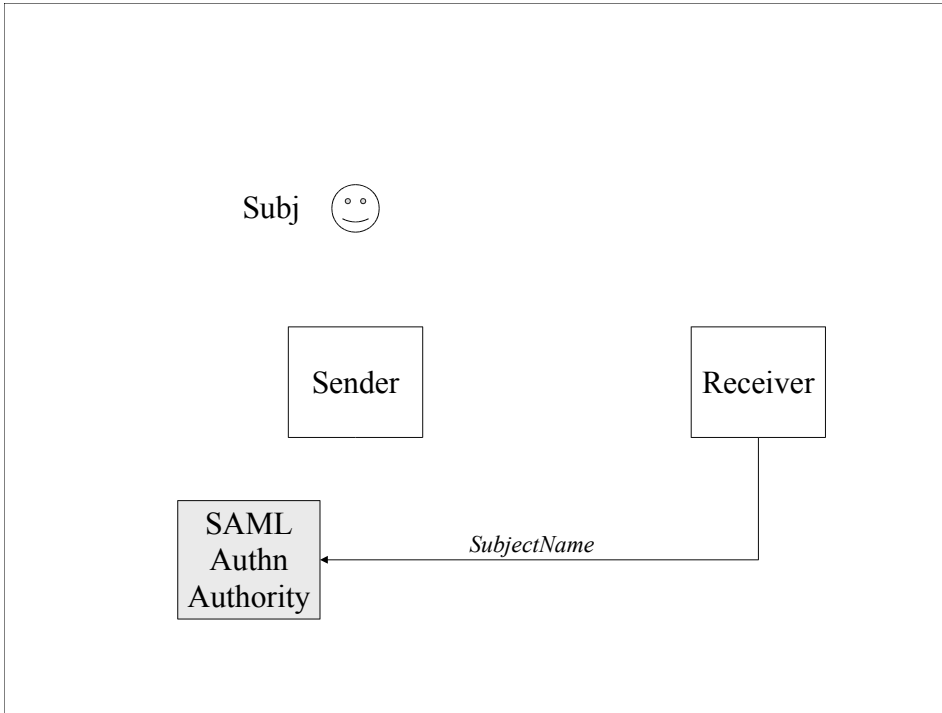 Subj
Sender
Receiver
SubjectName
SAML
Authn
Authority